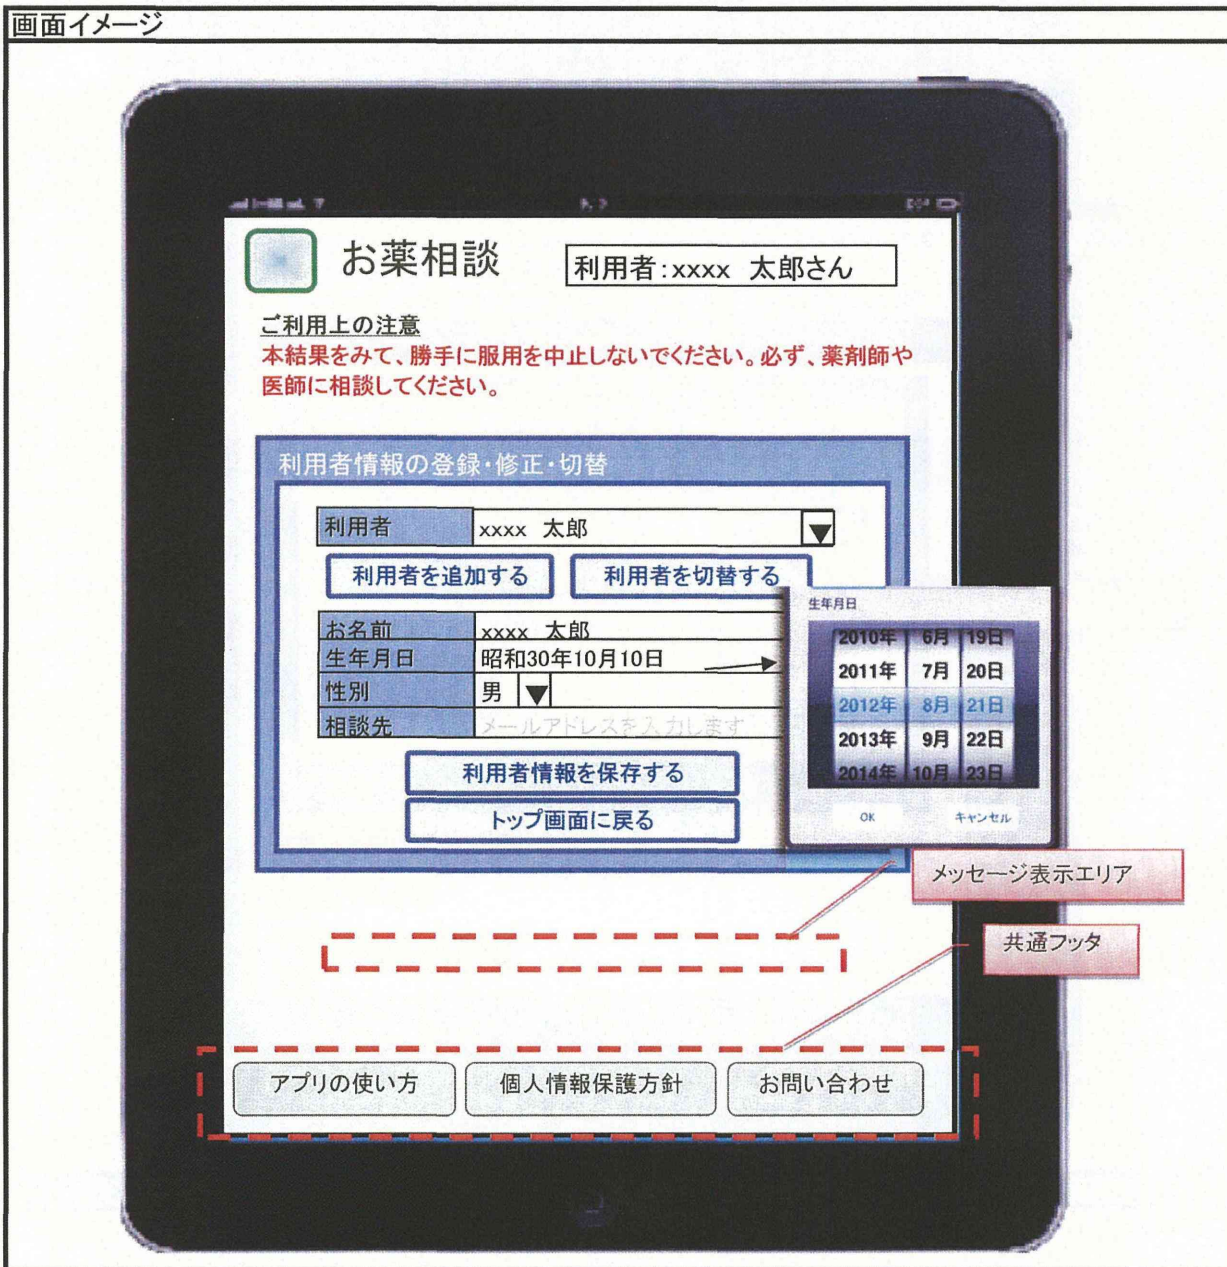 画面イメージ
お薬相談
利用者:xxxx 太郎さん
ご利用上の注意
本結果をみて、勝手に服用を中止しないでください。必ず、薬剤師や
医師に相談してください。
利用者情報の登録・修正・切替
利用者 xxxx 太郎 ▼
利用者を追加する 利用者を切替する
お名前 xxxx 太郎
生年月日 昭和30年10月10日
性別 男 ▼
相談先 メールアドレスを入力します
利用者情報を保存する
トップ画面に戻る
生年月日
2010年 6月 19日
2011年 7月 20日
2012年 8月 21日
2013年 9月 22日
2014年 10月 23日
OK キャンセル
メッセージ表示エリア
共通フッタ
アプリの使い方 個人情報保護方針 お問い合わせ